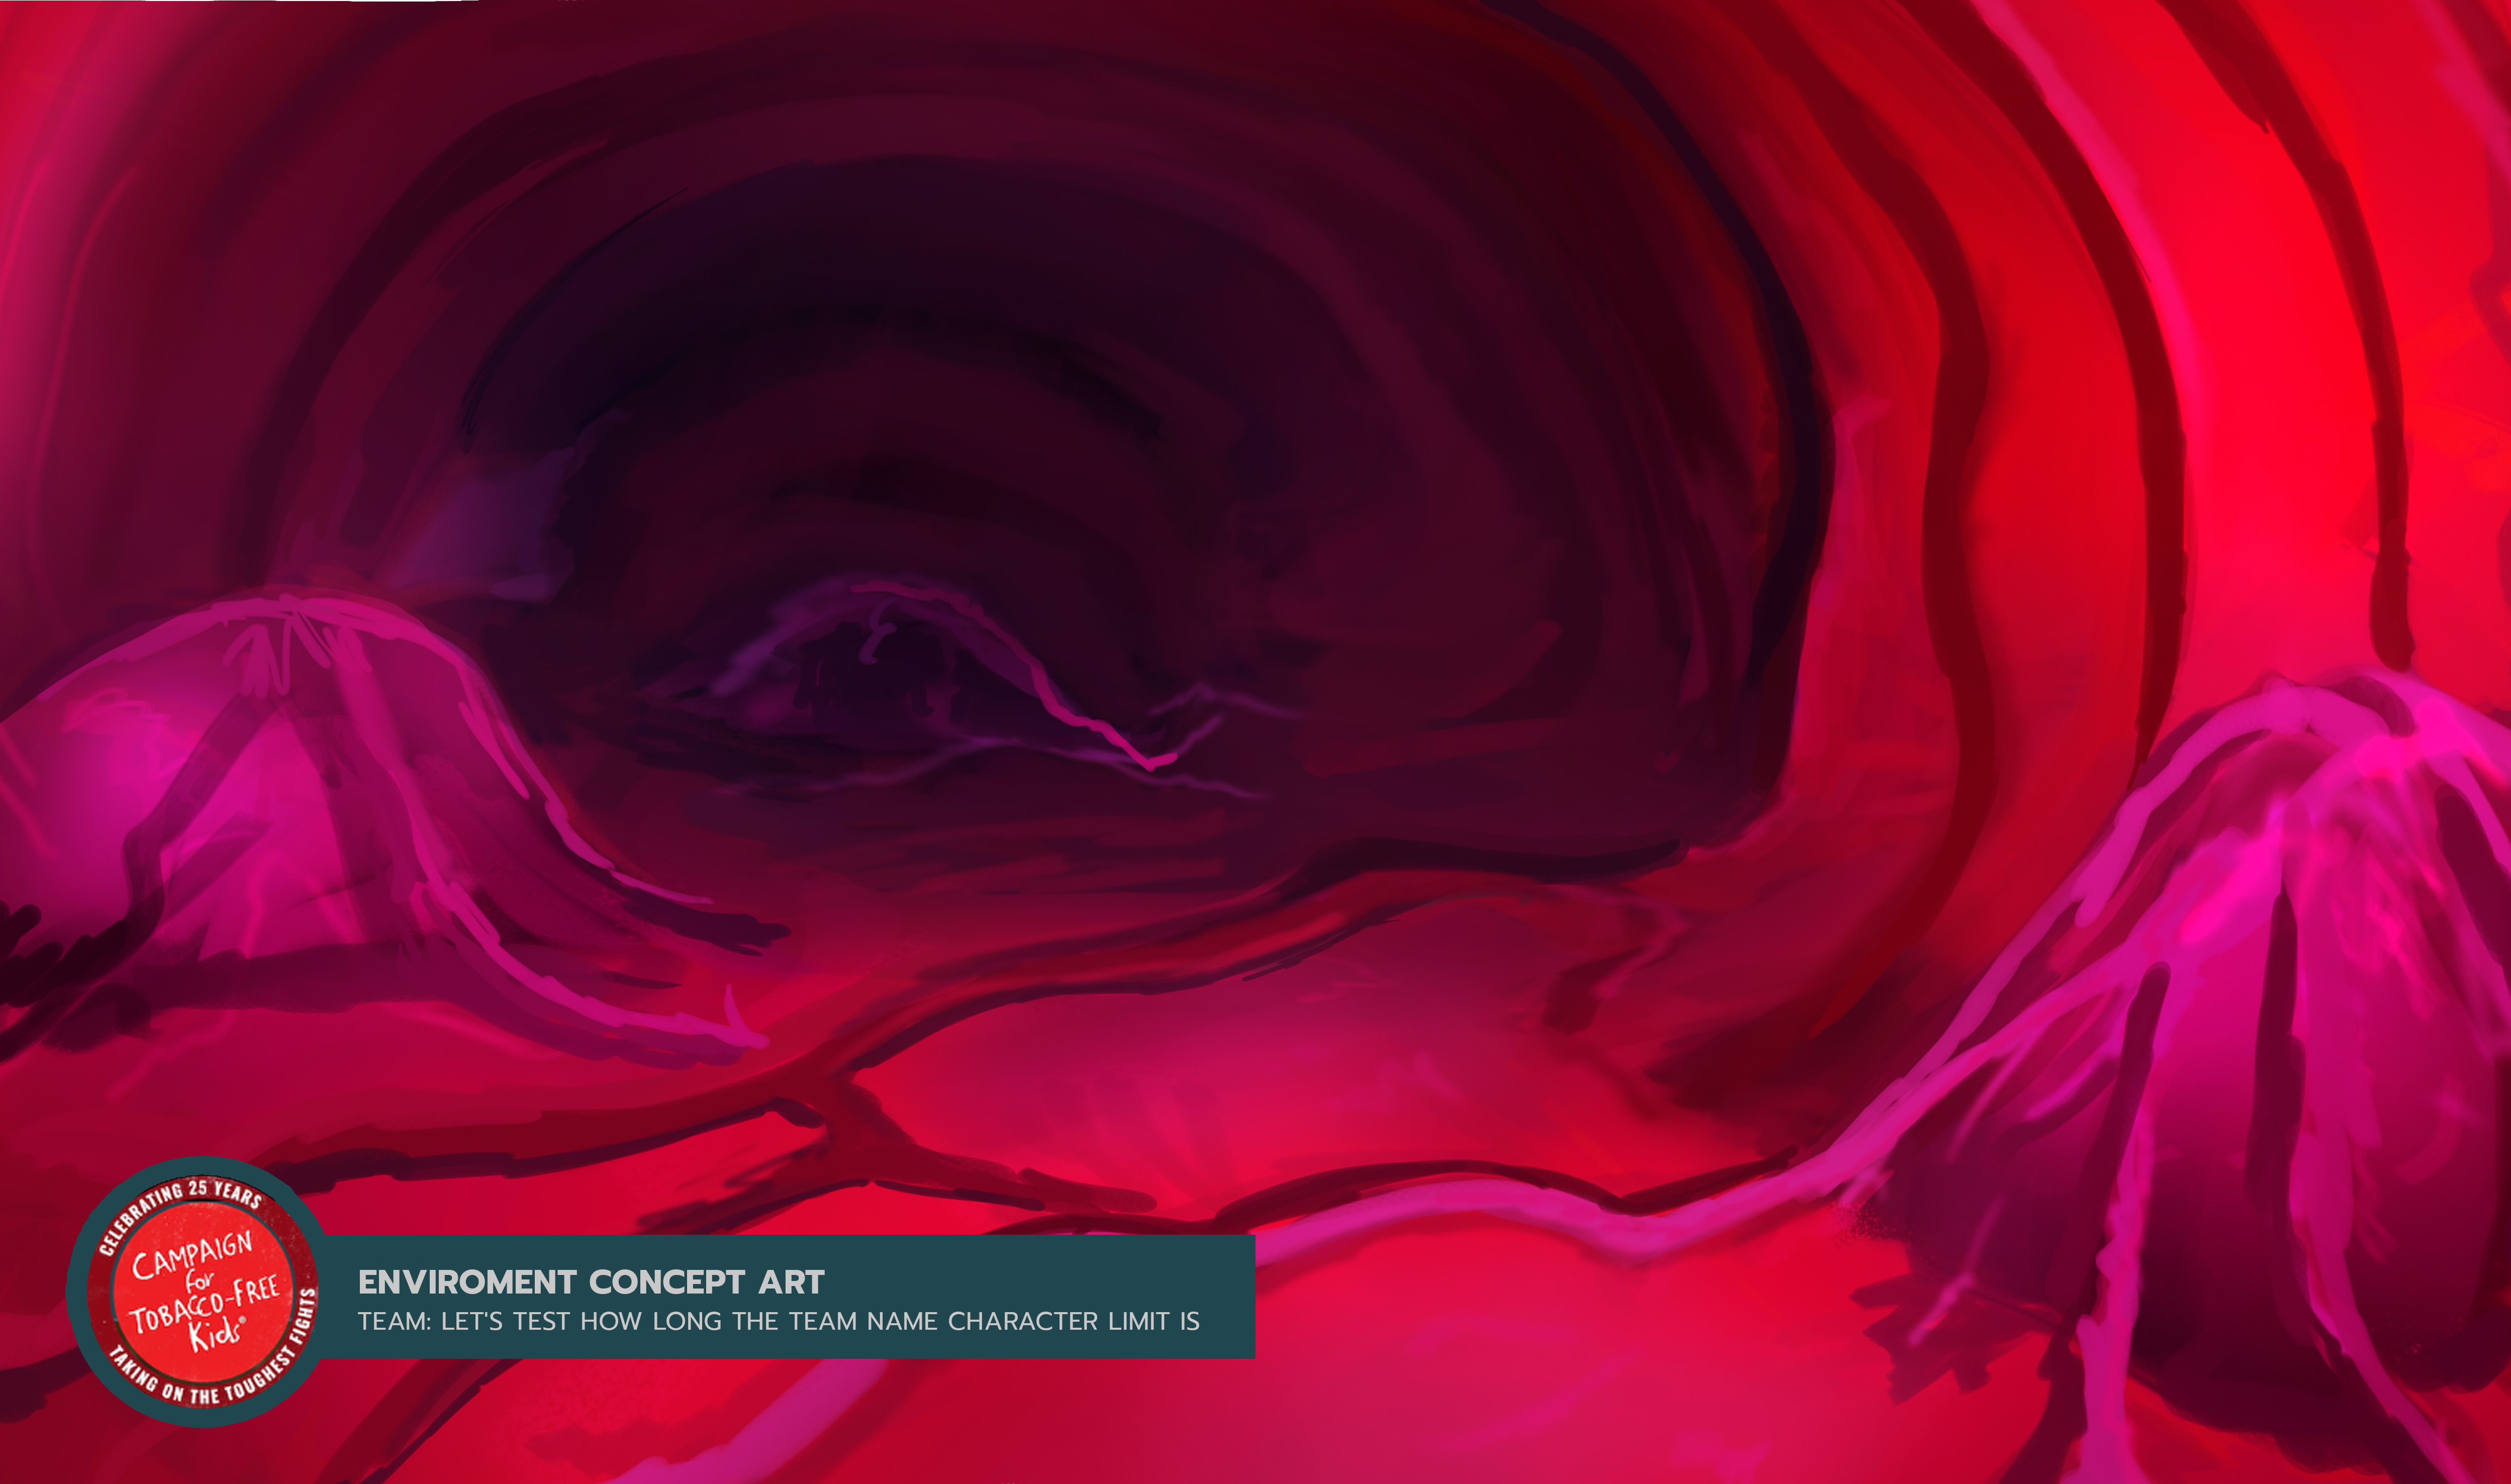 CELEBRATING 25 YEARS
CAMPAIGN
for
TOBACCO-FREE
Kids®
TAKING ON THE TOUGHEST FIGHTS
ENVIROMENT CONCEPT ART
TEAM: LET'S TEST HOW LONG THE TEAM NAME CHARACTER LIMIT IS